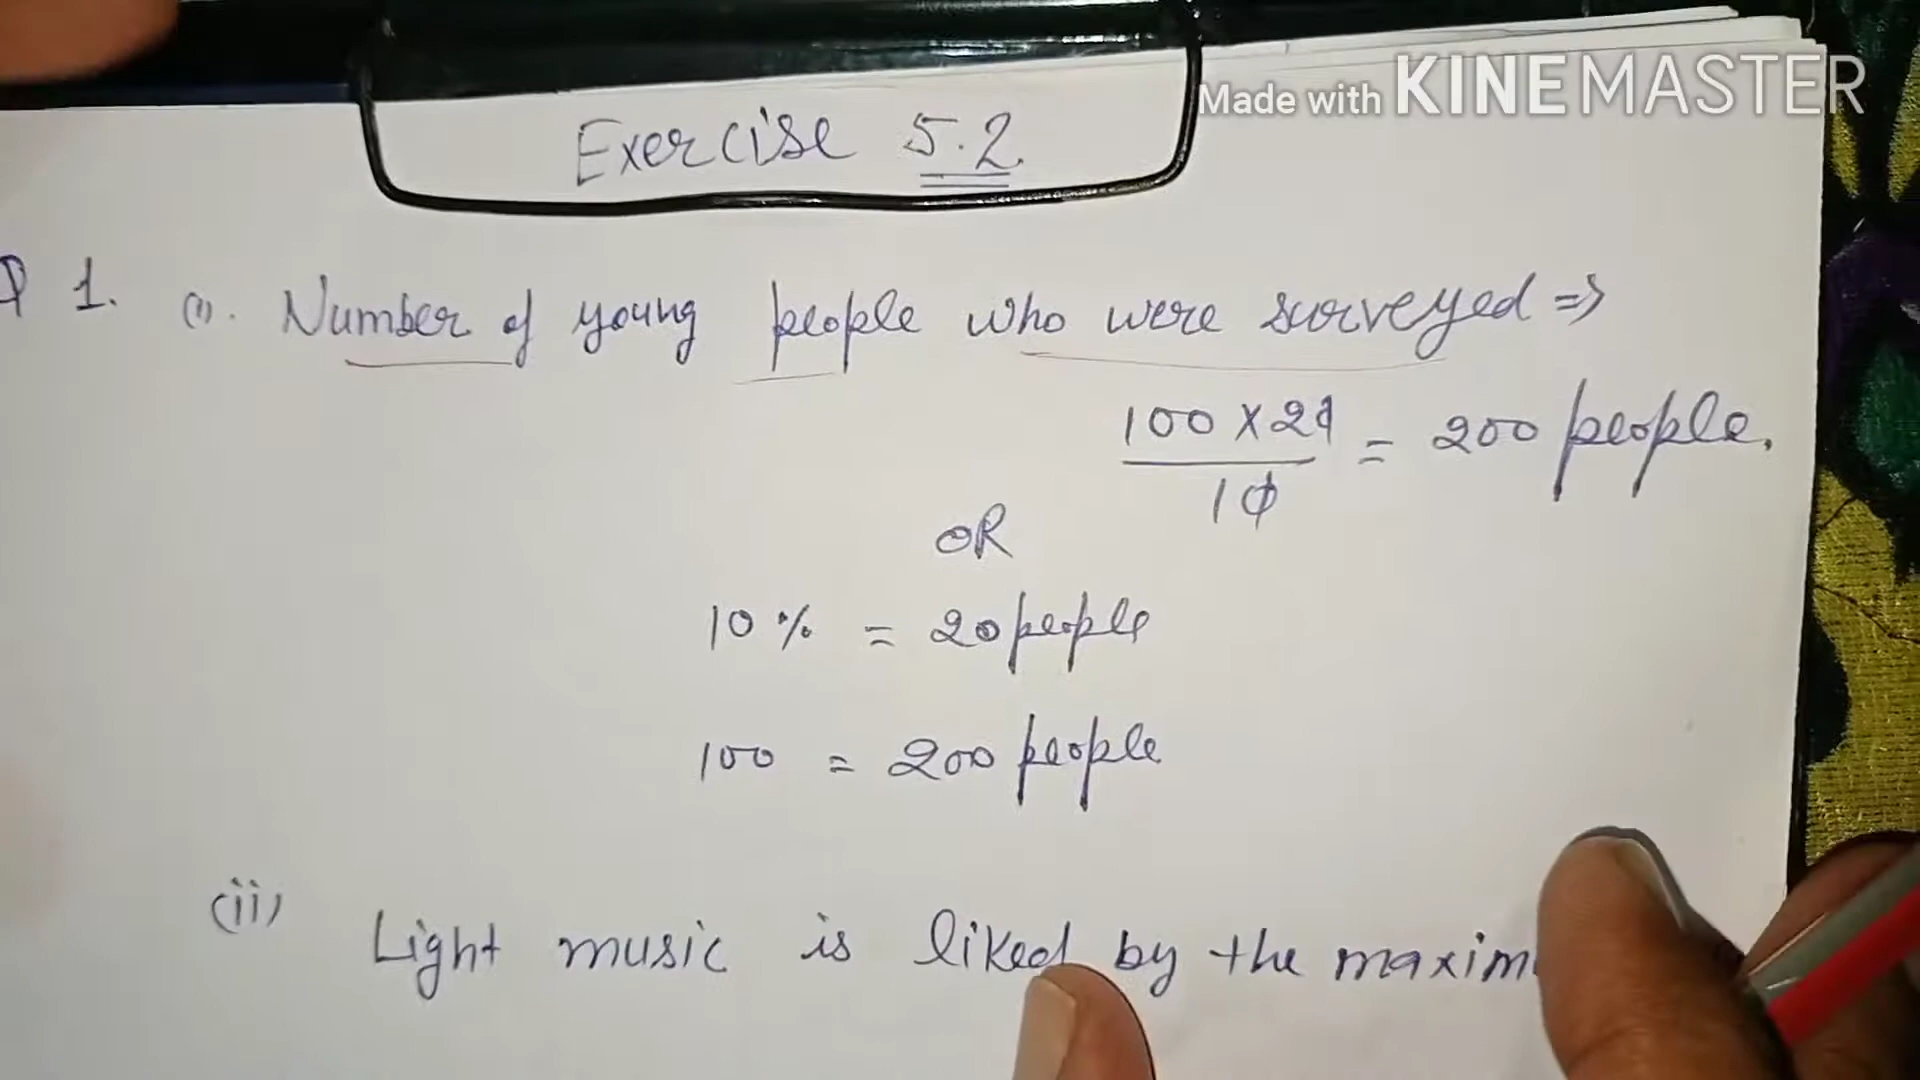 Made with KINEMASTER
Exercise 5.2
Q 1. (i). Number of young people who were surveyed ⇒
100 X 20 / 10 = 200 people.
OR
10 % = 20 people
100 = 200 people
(ii) Light music is liked by the maxim